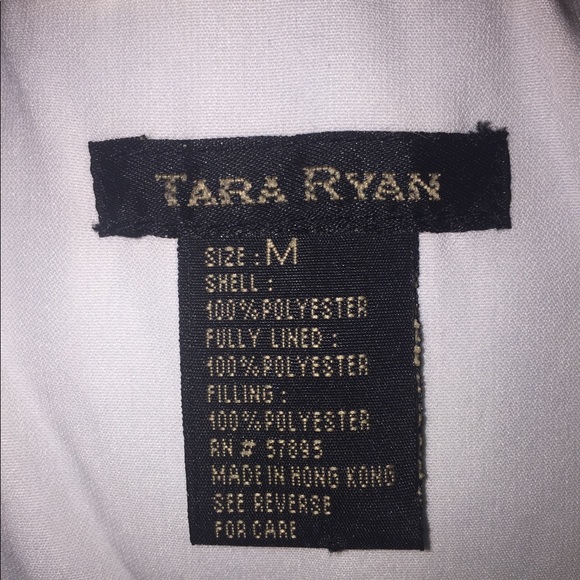 TARA RYAN
SIZE : M
SHELL :
100% POLYESTER
FULLY LINED :
100% POLYESTER
FILLING :
100% POLYESTER
RN # 57895
MADE IN HONG KONG
SEE REVERSE
FOR CARE